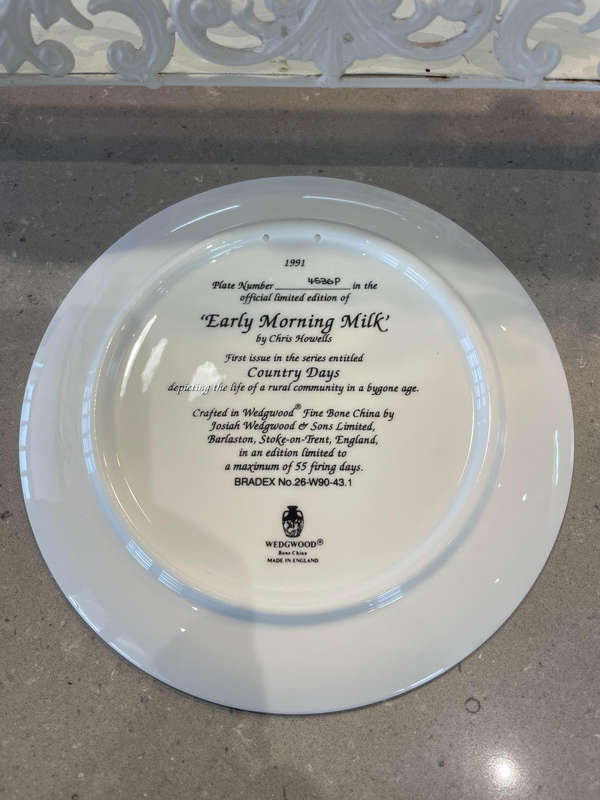 1991
Plate Number 4536P in the
official limited edition of
‘Early Morning Milk’
by Chris Howells
First issue in the series entitled
Country Days
depicting the life of a rural community in a bygone age.
Crafted in Wedgwood® Fine Bone China by
Josiah Wedgwood & Sons Limited,
Barlaston, Stoke-on-Trent, England,
in an edition limited to
a maximum of 55 firing days.
BRADEX No.26-W90-43.1
WEDGWOOD®
Bone China
MADE IN ENGLAND